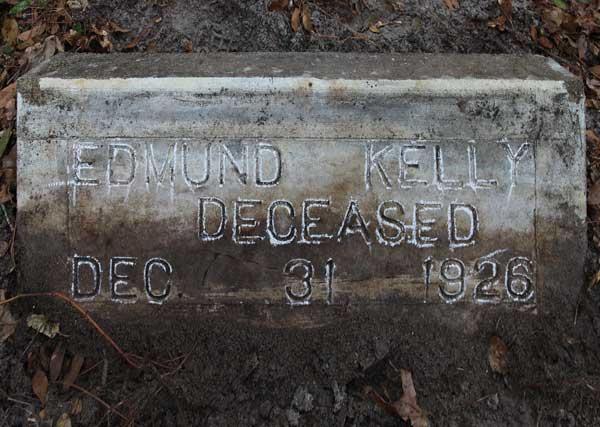 EDMUND KELLY
DECEASED
DEC. 31 1926